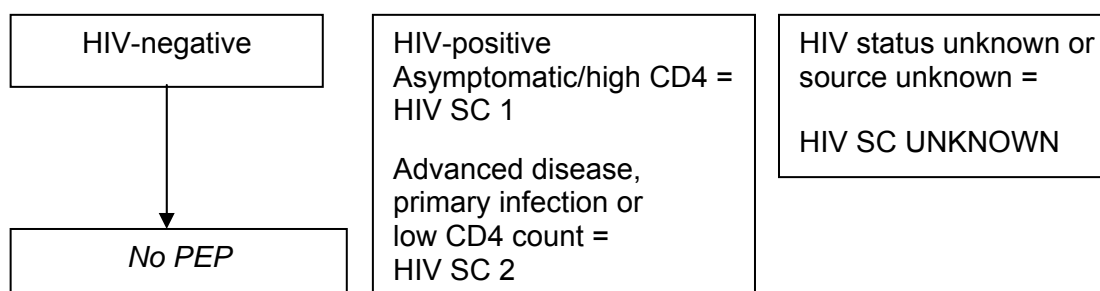 HIV-negative
No PEP
HIV-positive
Asymptomatic/high CD4 =
HIV SC 1
Advanced disease,
primary infection or
low CD4 count =
HIV SC 2
HIV status unknown or
source unknown =
HIV SC UNKNOWN